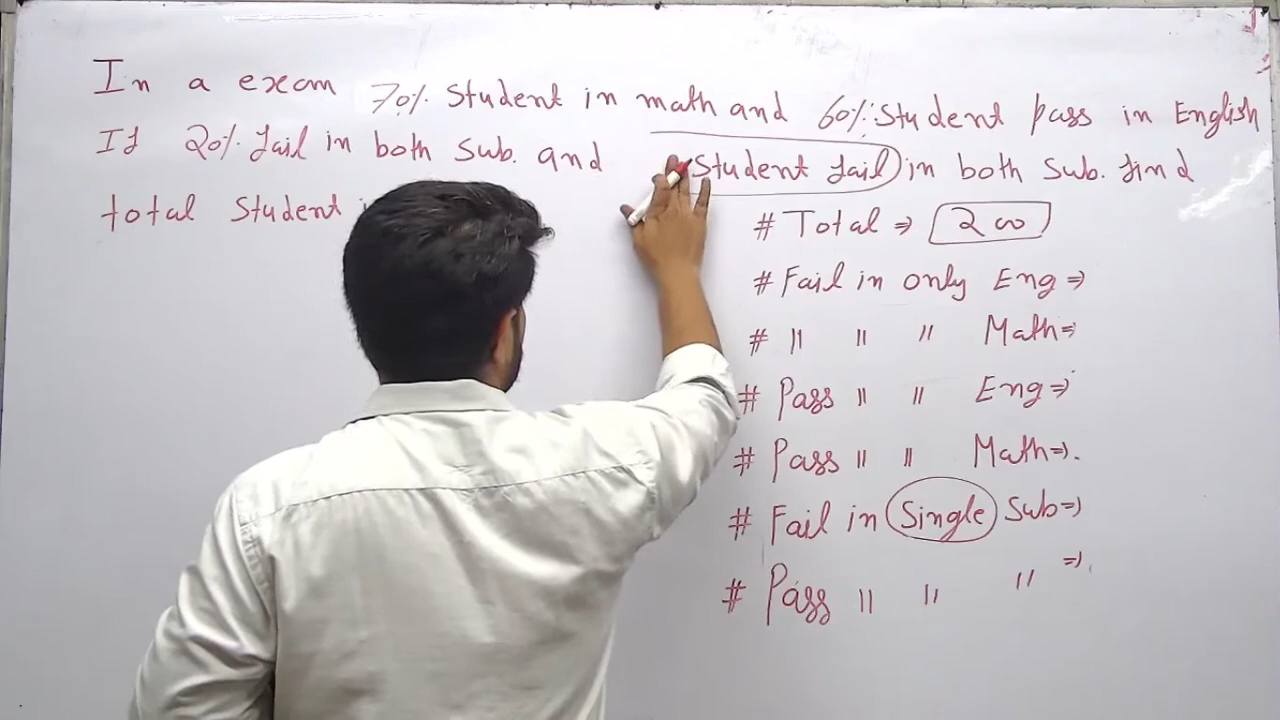 In a exam 70% Student in math and 60% Student pass in English
If 20% fail in both Sub. and Student fail in both Sub. find
total Student
# Total ⇒ 200
# Fail in only Eng ⇒
# " " " Math ⇒
# Pass " " Eng ⇒
# Pass " " Math ⇒.
# Fail in Single Sub ⇒
# Pass " " " ⇒